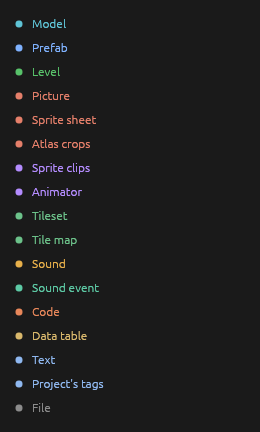 Model
Prefab
Level
Picture
Sprite sheet
Atlas crops
Sprite clips
Animator
Tileset
Tile map
Sound
Sound event
Code
Data table
Text
Project's tags
File